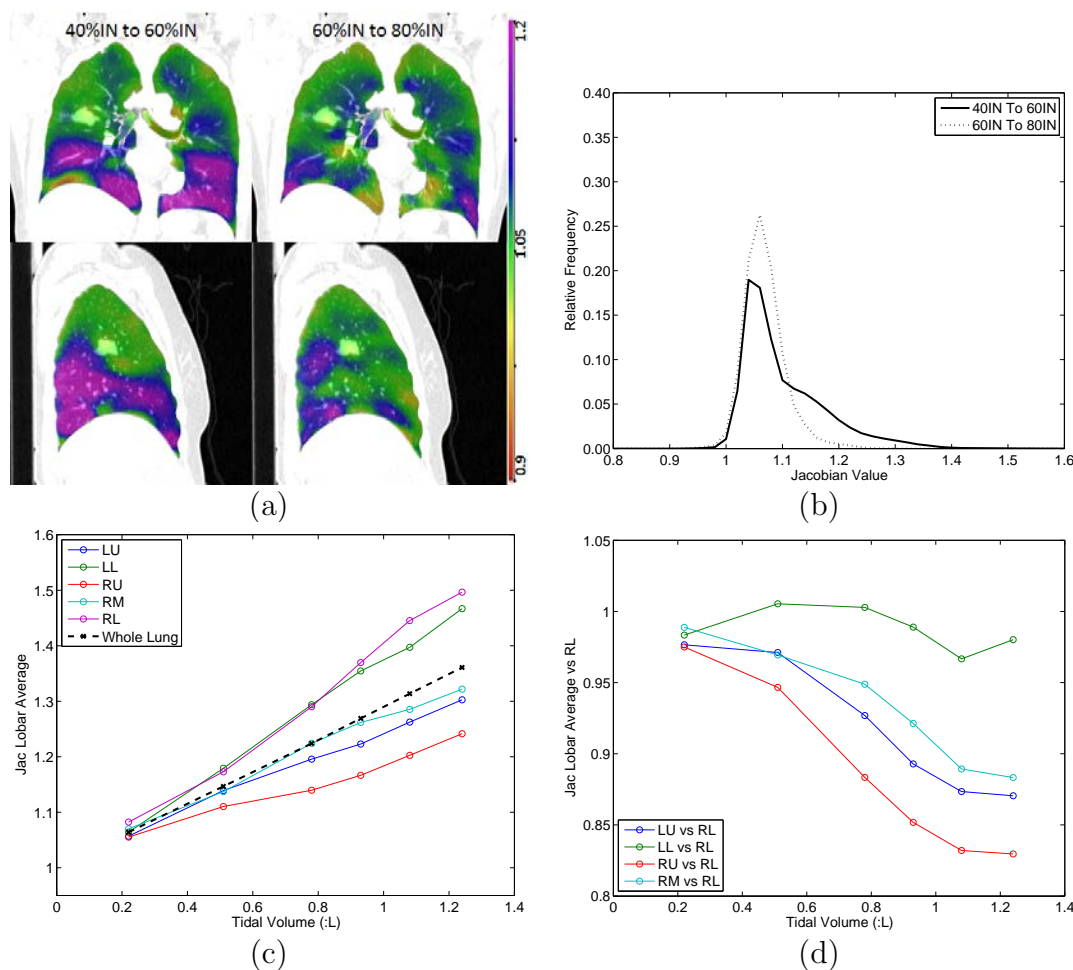 40%IN to 60%IN
60%IN to 80%IN
1.2
1.05
0.9
(a)
0.40
0.35
0.30
0.25
0.20
0.15
0.10
0.05
0.00
Relative Frequency
40IN To 60IN
60IN To 80IN
0.8 0.9 1 1.1 1.2 1.3 1.4 1.5 1.6
Jacobian Value
(b)
1.6
1.5
1.4
1.3
1.2
1.1
1
Jac Lobar Average
LU
LL
RU
RM
RL
Whole Lung
0 0.2 0.4 0.6 0.8 1 1.2 1.4
Tidal Volume (:L)
(c)
1.05
1
0.95
0.9
0.85
0.8
Jac Lobar Average vs RL
LU vs RL
LL vs RL
RU vs RL
RM vs RL
0 0.2 0.4 0.6 0.8 1 1.2 1.4
Tidal Volume (:L)
(d)